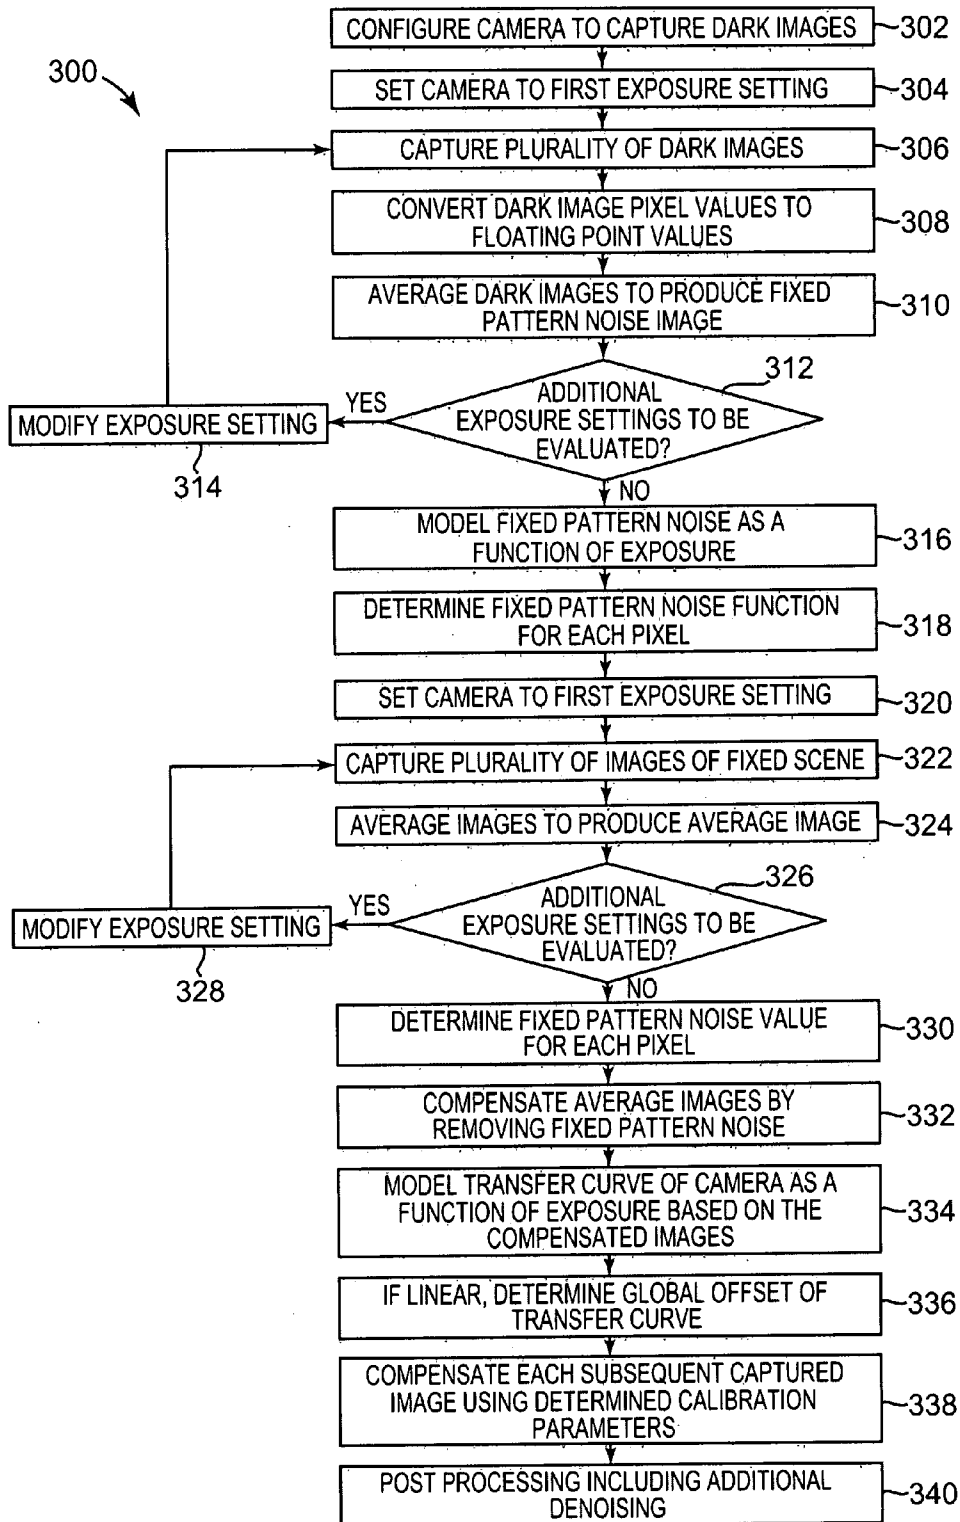 CONFIGURE CAMERA TO CAPTURE DARK IMAGES
302
300
SET CAMERA TO FIRST EXPOSURE SETTING
304
CAPTURE PLURALITY OF DARK IMAGES
306
CONVERT DARK IMAGE PIXEL VALUES TO
FLOATING POINT VALUES
308
AVERAGE DARK IMAGES TO PRODUCE FIXED
PATTERN NOISE IMAGE
310
312
ADDITIONAL
EXPOSURE SETTINGS TO BE
EVALUATED?
YES
MODIFY EXPOSURE SETTING
314
NO
MODEL FIXED PATTERN NOISE AS A
FUNCTION OF EXPOSURE
316
DETERMINE FIXED PATTERN NOISE FUNCTION
FOR EACH PIXEL
318
SET CAMERA TO FIRST EXPOSURE SETTING
320
CAPTURE PLURALITY OF IMAGES OF FIXED SCENE
322
AVERAGE IMAGES TO PRODUCE AVERAGE IMAGE
324
326
ADDITIONAL
EXPOSURE SETTINGS TO BE
EVALUATED?
YES
MODIFY EXPOSURE SETTING
328
NO
DETERMINE FIXED PATTERN NOISE VALUE
FOR EACH PIXEL
330
COMPENSATE AVERAGE IMAGES BY
REMOVING FIXED PATTERN NOISE
332
MODEL TRANSFER CURVE OF CAMERA AS A
FUNCTION OF EXPOSURE BASED ON THE
COMPENSATED IMAGES
334
IF LINEAR, DETERMINE GLOBAL OFFSET OF
TRANSFER CURVE
336
COMPENSATE EACH SUBSEQUENT CAPTURED
IMAGE USING DETERMINED CALIBRATION
PARAMETERS
338
POST PROCESSING INCLUDING ADDITIONAL
DENOISING
340